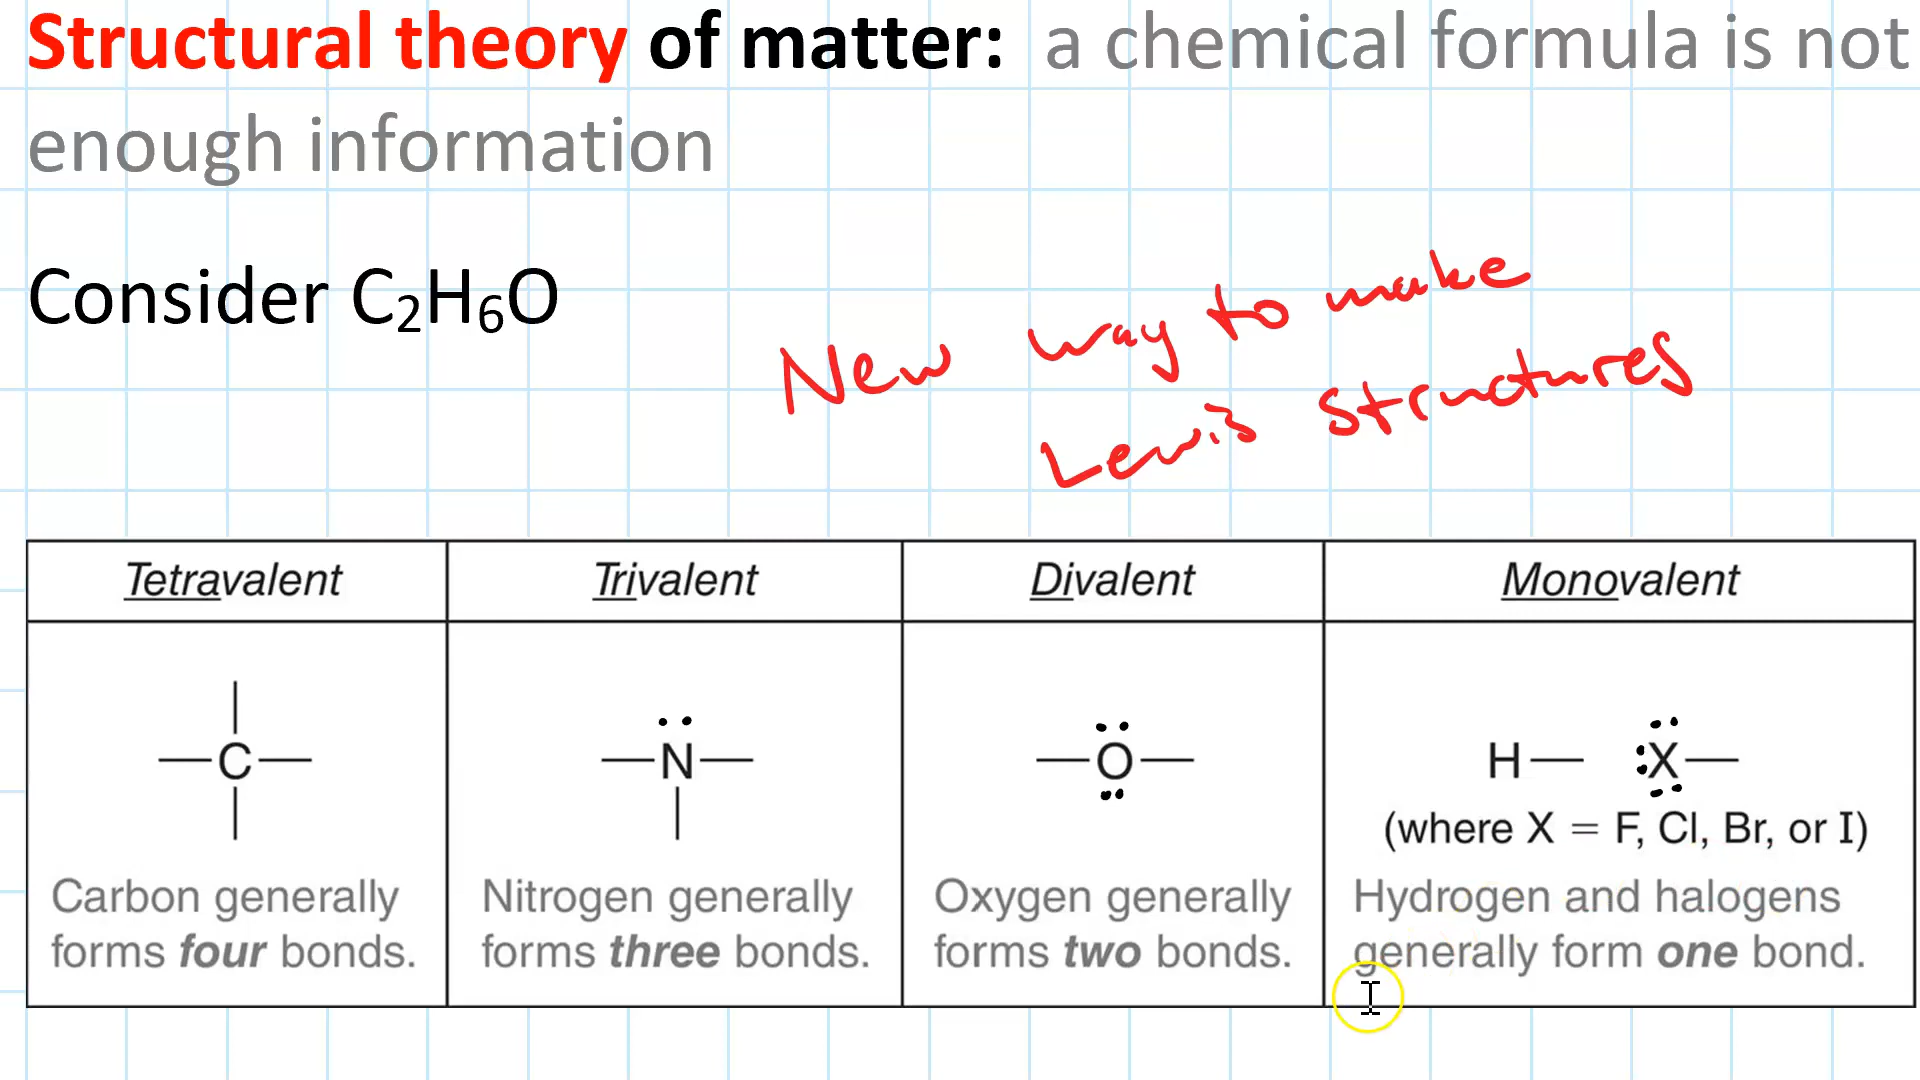 Structural theory of matter: a chemical formula is not
enough information
Consider C₂H₆O
New way to make
Lewis structures
Tetravalent
Trivalent
Divalent
Monovalent
C
N
O
H X
(where X = F, Cl, Br, or I)
Carbon generally
forms four bonds.
Nitrogen generally
forms three bonds.
Oxygen generally
forms two bonds.
Hydrogen and halogens
generally form one bond.